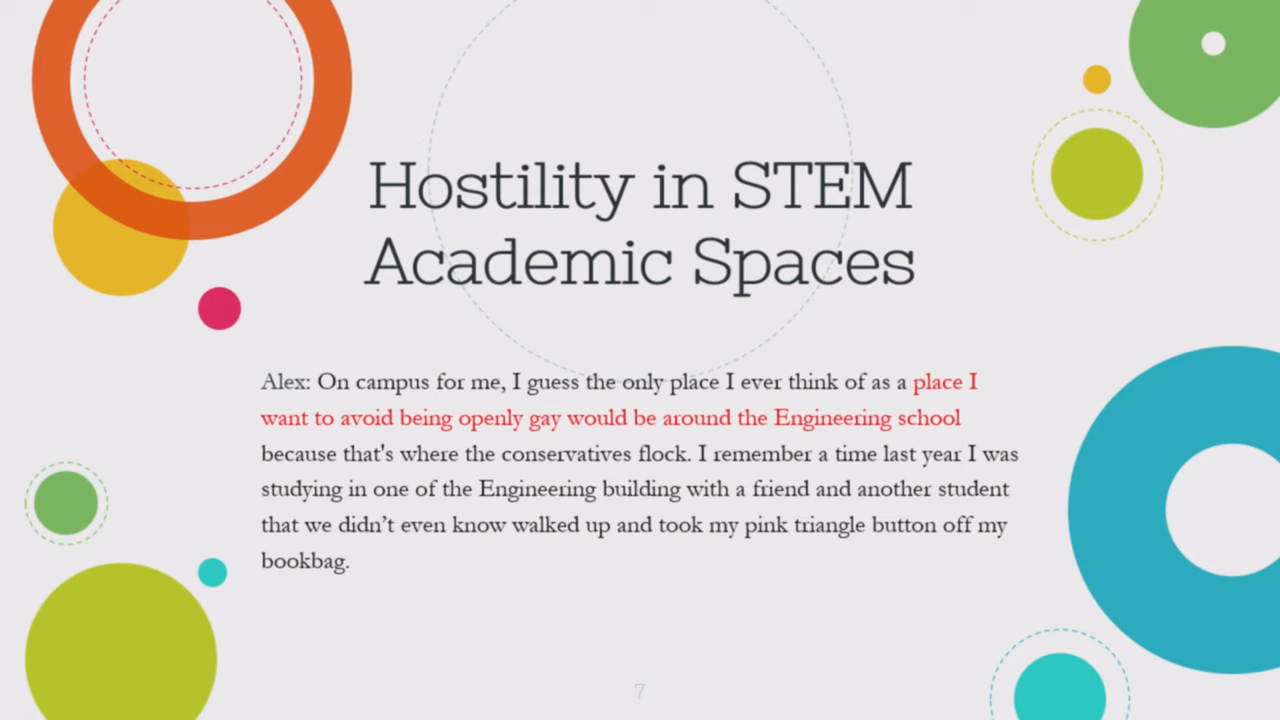 Hostility in STEM
Academic Spaces
Alex: On campus for me, I guess the only place I ever think of as a place I
want to avoid being openly gay would be around the Engineering school
because that's where the conservatives flock. I remember a time last year I was
studying in one of the Engineering building with a friend and another student
that we didn’t even know walked up and took my pink triangle button off my
bookbag.
7